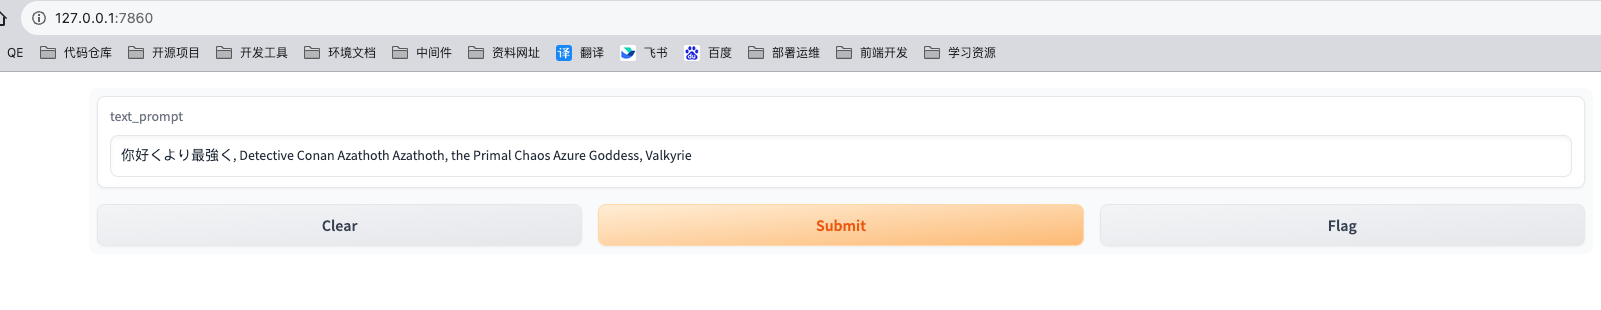 127.0.0.1:7860
QE 代码仓库 开源项目 开发工具 环境文档 中间件 资料网址 译 翻译 飞书 百度 部署运维 前端开发 学习资源
text_prompt
你好くより最強く, Detective Conan Azathoth Azathoth, the Primal Chaos Azure Goddess, Valkyrie
Clear Submit Flag